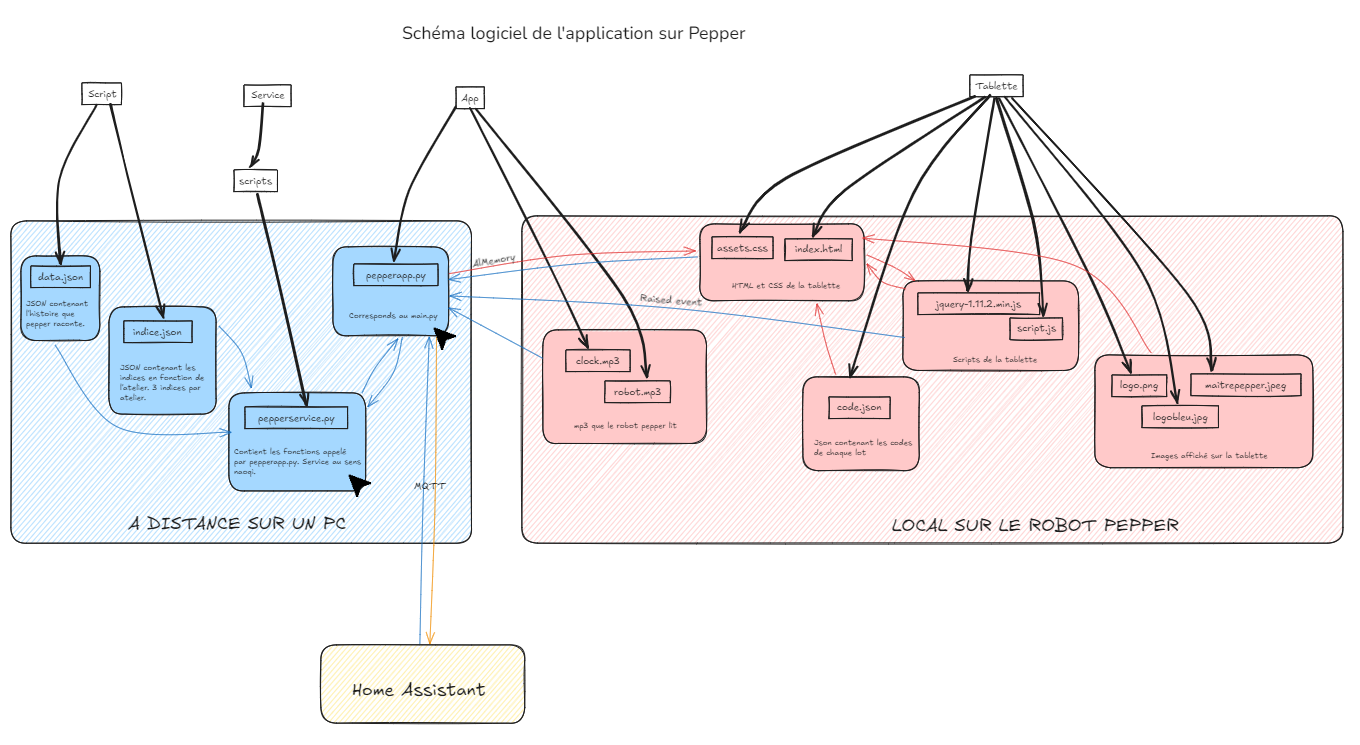 Schéma logiciel de l'application sur Pepper
Script
Service
App
Tablette
scripts
data.json
JSON contenant
l'histoire que
pepper raconte.
indice.json
JSON contenant les
indices en fonction de
l'atelier. 3 indices par
atelier.
pepperapp.py
Corresponds au main.py
pepperservice.py
Contient les fonctions appelé
par pepperapp.py. Service au sens
naoqi.
A DISTANCE SUR UN PC
AlMemory
Raised event
MQTT
assets.css
index.html
HTML et CSS de la tablette
jquery-1.11.2.min.js
script.js
Scripts de la tablette
clock.mp3
robot.mp3
mp3 que le robot pepper lit
code.json
Json contenant les codes
de chaque lot
logo.png
maitrepepper.jpeg
logobleu.jpg
Images affiché sur la tablette
LOCAL SUR LE ROBOT PEPPER
Home Assistant